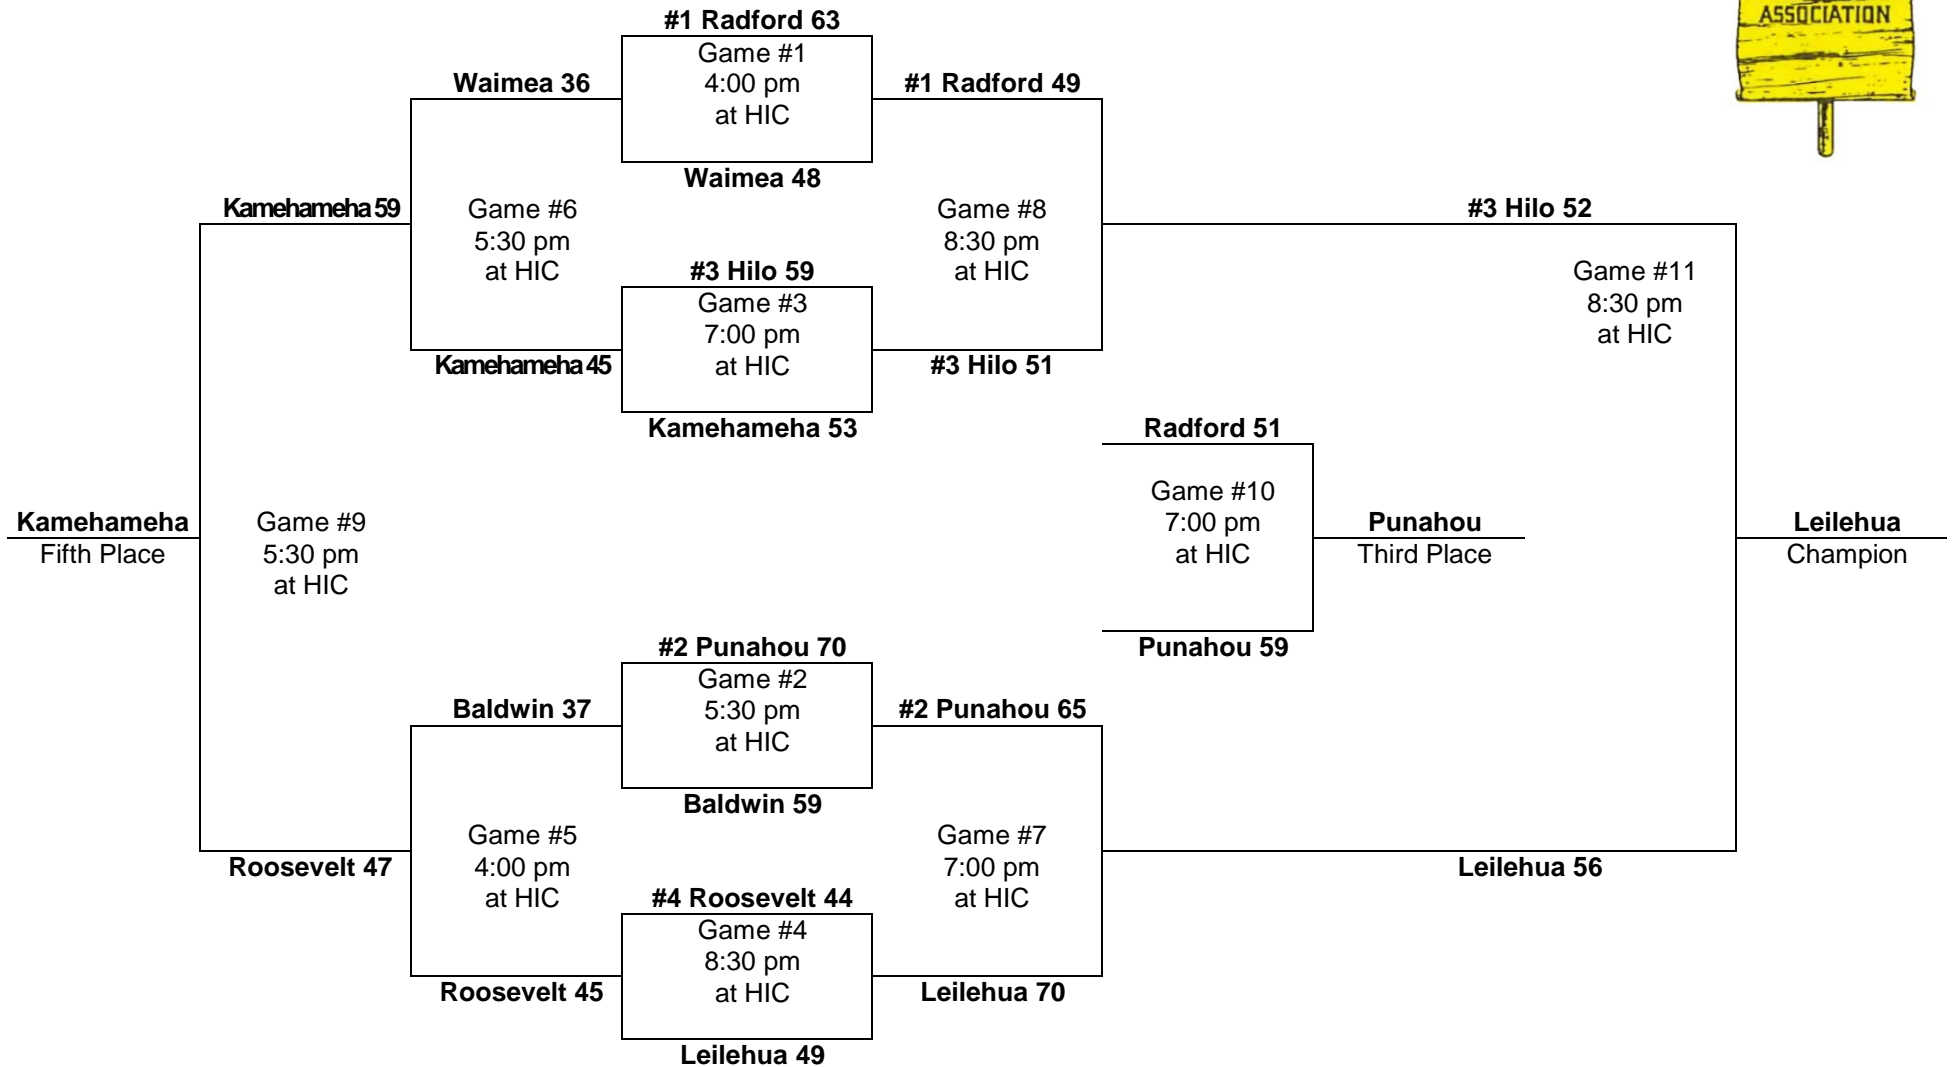 ASSOCIATION
#1 Radford 63
Game #1
4:00 pm
at HIC
Waimea 48
Waimea 36
#1 Radford 49
Kamehameha 59
Game #6
5:30 pm
at HIC
Game #8
8:30 pm
at HIC
#3 Hilo 52
#3 Hilo 59
Game #3
7:00 pm
at HIC
Kamehameha 53
Kamehameha 45
#3 Hilo 51
Game #11
8:30 pm
at HIC
Radford 51
Game #10
7:00 pm
at HIC
Punahou 59
Kamehameha
Fifth Place
Game #9
5:30 pm
at HIC
Punahou
Third Place
Leilehua
Champion
#2 Punahou 70
Game #2
5:30 pm
at HIC
Baldwin 59
Baldwin 37
#2 Punahou 65
Roosevelt 47
Game #5
4:00 pm
at HIC
Game #7
7:00 pm
at HIC
Leilehua 56
#4 Roosevelt 44
Game #4
8:30 pm
at HIC
Leilehua 49
Roosevelt 45
Leilehua 70